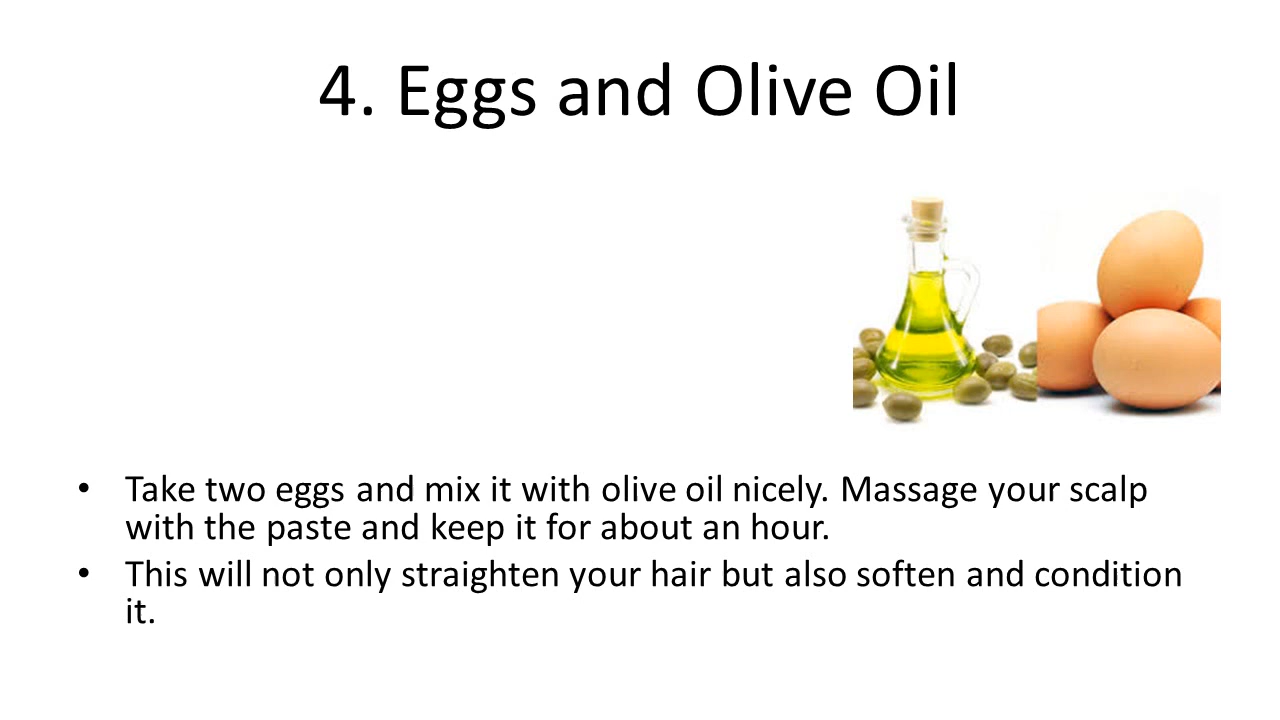 4. Eggs and Olive Oil
• Take two eggs and mix it with olive oil nicely. Massage your scalp
with the paste and keep it for about an hour.
• This will not only straighten your hair but also soften and condition
it.